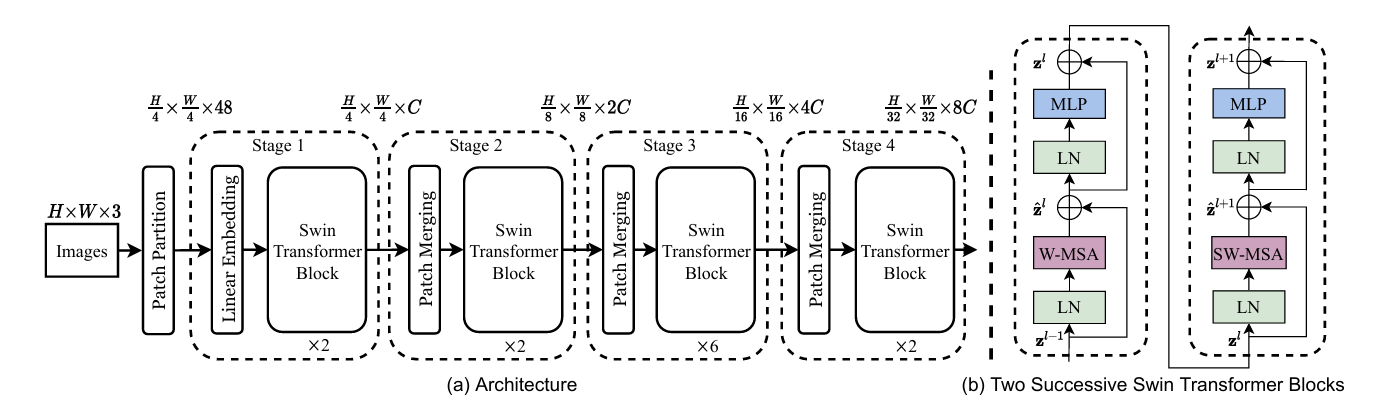 H/4 × W/4 × 48
H/4 × W/4 × C
H/8 × W/8 × 2C
H/16 × W/16 × 4C
H/32 × W/32 × 8C
Stage 1
Stage 2
Stage 3
Stage 4
H×W×3
Images
Patch Partition
Linear Embedding
Swin
Transformer
Block
Patch Merging
Swin
Transformer
Block
Patch Merging
Swin
Transformer
Block
Patch Merging
Swin
Transformer
Block
×2
×2
×6
×2
(a) Architecture
z^l
MLP
LN
ẑ^l
W-MSA
LN
z^{l−1}
z^{l+1}
MLP
LN
ẑ^{l+1}
SW-MSA
LN
z^l
(b) Two Successive Swin Transformer Blocks